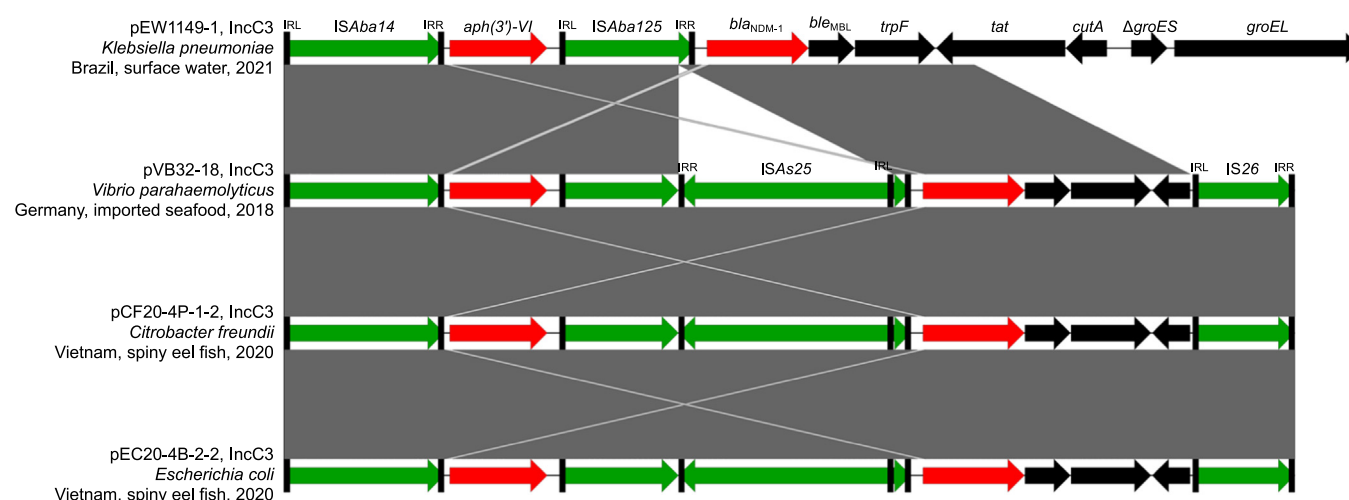 pEW1149-1, IncC3
Klebsiella pneumoniae
Brazil, surface water, 2021
IRL ISAba14 IRR aph(3')-VI IRL ISAba125 IRR blaNDM-1 bleMBL trpF tat cutA ΔgroES groEL
pVB32-18, IncC3
Vibrio parahaemolyticus
Germany, imported seafood, 2018
IRR ISAs25 IRL IRL IS26 IRR
pCF20-4P-1-2, IncC3
Citrobacter freundii
Vietnam, spiny eel fish, 2020
pEC20-4B-2-2, IncC3
Escherichia coli
Vietnam, spiny eel fish, 2020